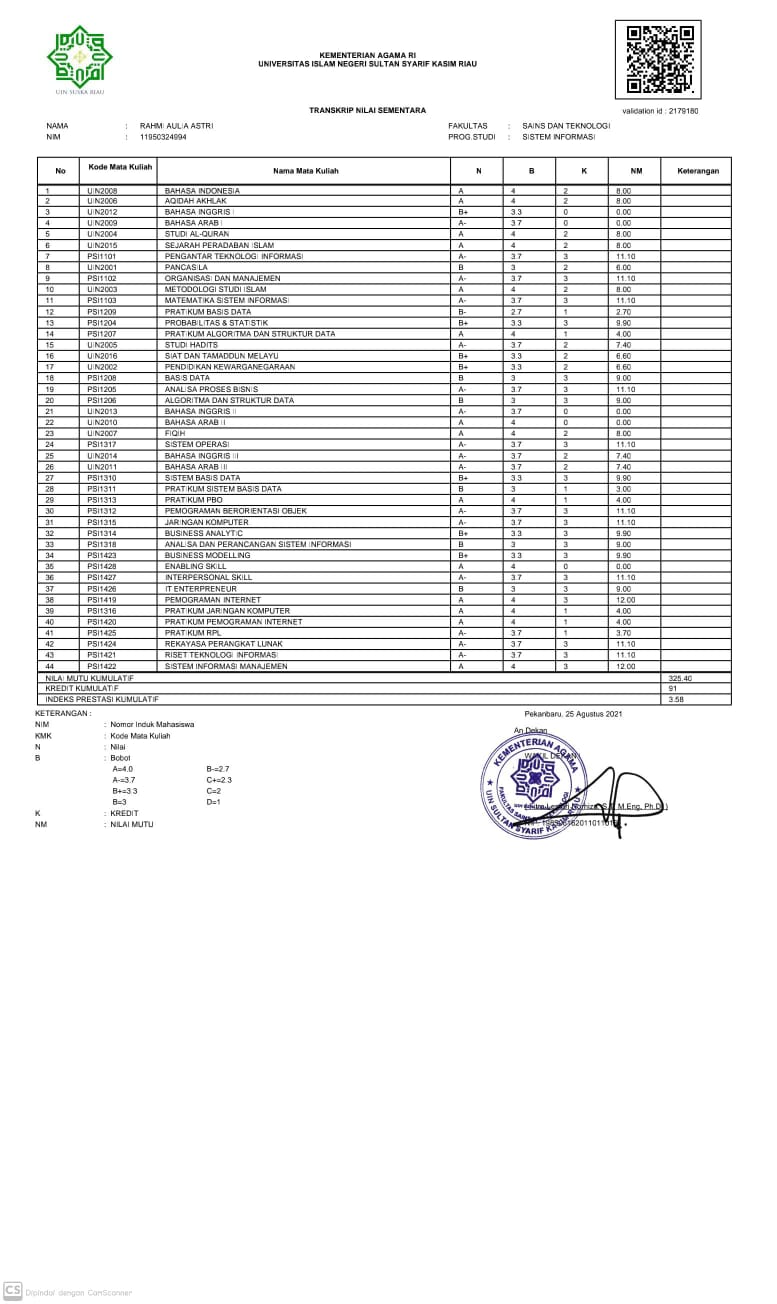 UIN SUSKA RIAU
KEMENTERIAN AGAMA RI
UNIVERSITAS ISLAM NEGERI SULTAN SYARIF KASIM RIAU
TRANSKRIP NILAI SEMENTARA
validation id : 2179180
NAMA : RAHMI AULIA ASTRI FAKULTAS : SAINS DAN TEKNOLOGI
NIM : 11950324994 PROG.STUDI : SISTEM INFORMASI
No Kode Mata Kuliah Nama Mata Kuliah N B K NM Keterangan
1 UIN2008 BAHASA INDONESIA A 4 2 8.00
2 UIN2006 AQIDAH AKHLAK A 4 2 8.00
3 UIN2012 BAHASA INGGRIS I B+ 3.3 0 0.00
4 UIN2009 BAHASA ARAB I A- 3.7 0 0.00
5 UIN2004 STUDI AL-QURAN A 4 2 8.00
6 UIN2015 SEJARAH PERADABAN ISLAM A 4 2 8.00
7 PSI1101 PENGANTAR TEKNOLOGI INFORMASI A- 3.7 3 11.10
8 UIN2001 PANCASILA B 3 2 6.00
9 PSI1102 ORGANISASI DAN MANAJEMEN A- 3.7 3 11.10
10 UIN2003 METODOLOGI STUDI ISLAM A 4 2 8.00
11 PSI1103 MATEMATIKA SISTEM INFORMASI A- 3.7 3 11.10
12 PSI1209 PRATIKUM BASIS DATA B- 2.7 1 2.70
13 PSI1204 PROBABILITAS & STATISTIK B+ 3.3 3 9.90
14 PSI1207 PRATIKUM ALGORITMA DAN STRUKTUR DATA A 4 1 4.00
15 UIN2005 STUDI HADITS A- 3.7 2 7.40
16 UIN2016 SIAT DAN TAMADDUN MELAYU B+ 3.3 2 6.60
17 UIN2002 PENDIDIKAN KEWARGANEGARAAN B+ 3.3 2 6.60
18 PSI1208 BASIS DATA B 3 3 9.00
19 PSI1205 ANALISA PROSES BISNIS A- 3.7 3 11.10
20 PSI1206 ALGORITMA DAN STRUKTUR DATA B 3 3 9.00
21 UIN2013 BAHASA INGGRIS II A- 3.7 0 0.00
22 UIN2010 BAHASA ARAB II A 4 0 0.00
23 UIN2007 FIQIH A 4 2 8.00
24 PSI1317 SISTEM OPERASI A- 3.7 3 11.10
25 UIN2014 BAHASA INGGRIS III A- 3.7 2 7.40
26 UIN2011 BAHASA ARAB III A- 3.7 2 7.40
27 PSI1310 SISTEM BASIS DATA B+ 3.3 3 9.90
28 PSI1311 PRATIKUM SISTEM BASIS DATA B 3 1 3.00
29 PSI1313 PRATIKUM PBO A 4 1 4.00
30 PSI1312 PEMOGRAMAN BERORIENTASI OBJEK A- 3.7 3 11.10
31 PSI1315 JARINGAN KOMPUTER A- 3.7 3 11.10
32 PSI1314 BUSINESS ANALYTIC B+ 3.3 3 9.90
33 PSI1318 ANALISA DAN PERANCANGAN SISTEM INFORMASI B 3 3 9.00
34 PSI1423 BUSINESS MODELLING B+ 3.3 3 9.90
35 PSI1428 ENABLING SKILL A 4 0 0.00
36 PSI1427 INTERPERSONAL SKILL A- 3.7 3 11.10
37 PSI1426 IT ENTERPRENEUR B 3 3 9.00
38 PSI1419 PEMOGRAMAN INTERNET A 4 3 12.00
39 PSI1316 PRATIKUM JARINGAN KOMPUTER A 4 1 4.00
40 PSI1420 PRATIKUM PEMOGRAMAN INTERNET A 4 1 4.00
41 PSI1425 PRATIKUM RPL A- 3.7 1 3.70
42 PSI1424 REKAYASA PERANGKAT LUNAK A- 3.7 3 11.10
43 PSI1421 RISET TEKNOLOGI INFORMASI A- 3.7 3 11.10
44 PSI1422 SISTEM INFORMASI MANAJEMEN A 4 3 12.00
NILAI MUTU KUMULATIF 325.40
KREDIT KUMULATIF 91
INDEKS PRESTASI KUMULATIF 3.58
KETERANGAN : Pekanbaru, 25 Agustus 2021
NIM : Nomor Induk Mahasiswa
An.Dekan
KMK : Kode Mata Kuliah
N : Nilai
B : Bobot
WAKIL DEKAN I
A=4.0 B-=2.7
A-=3.7 C+=2.3
B+=3.3 C=2
B=3 D=1
K : KREDIT
NM : NILAI MUTU
KEMENTERIAN AGAMA
UIN SULTAN SYARIF KASIM RIAU
M.Eng, Ph.D.)
CS Dipindai dengan CamScanner